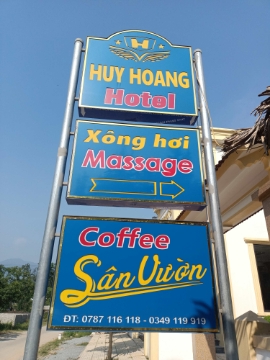 H
HUY HOANG
Hotel
Xông hơi
Massage
Coffee
Sân Vườn
ĐT: 0787 116 118 - 0349 119 919